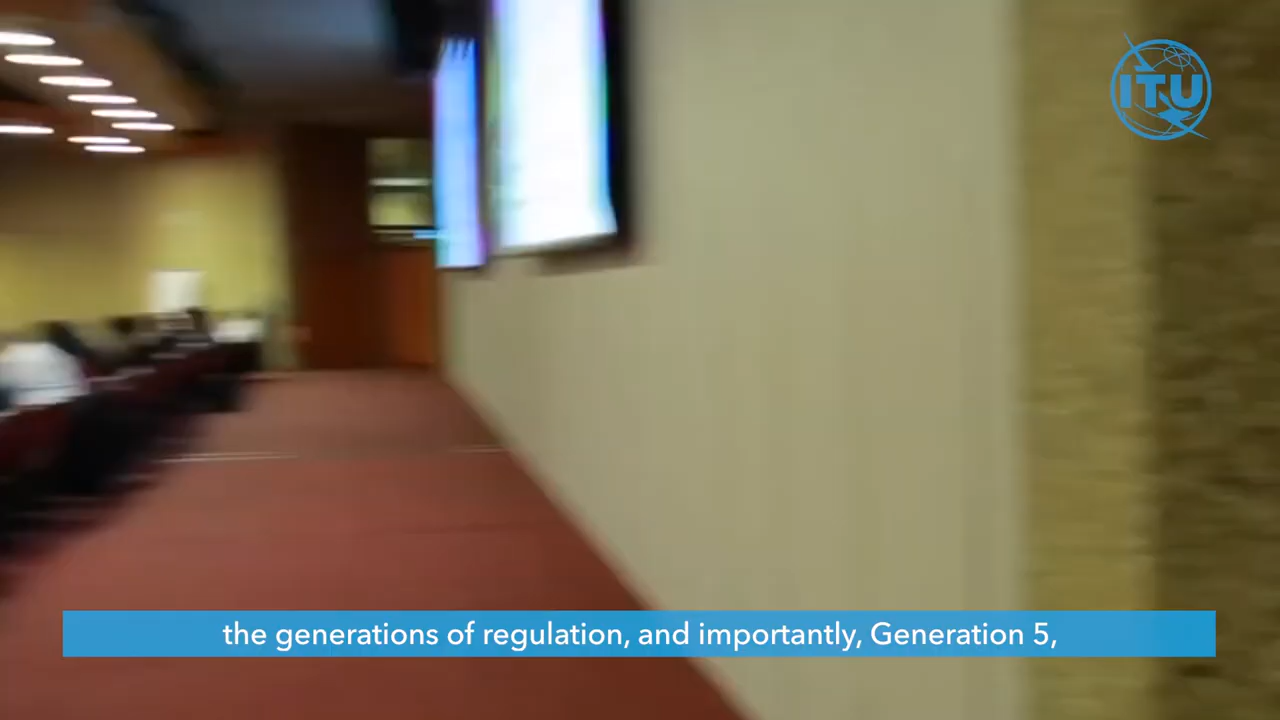 ITU
the generations of regulation, and importantly, Generation 5,